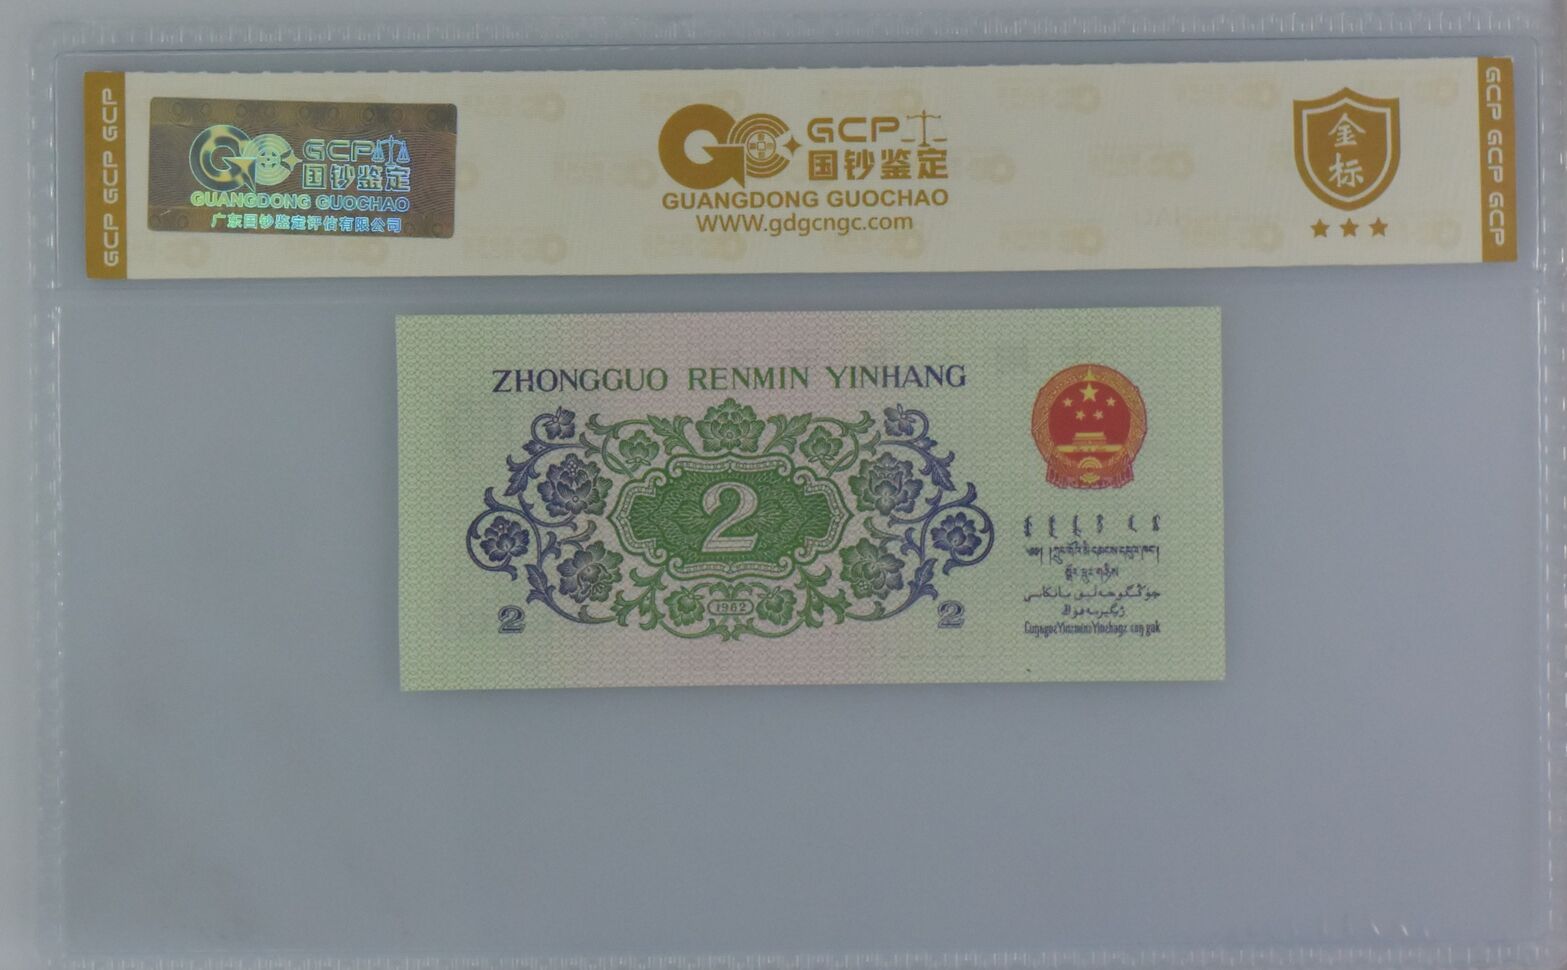 GCP GCP GCP
GCP
国钞鉴定
GUANGDONG GUOCHAO
广东国钞鉴定评估有限公司
GCP
国钞鉴定
GUANGDONG GUOCHAO
WWW.gdgcngc.com
金
标
GCP GCP GCP
ZHONGGUO RENMIN YINHANG
2
1962
2
2